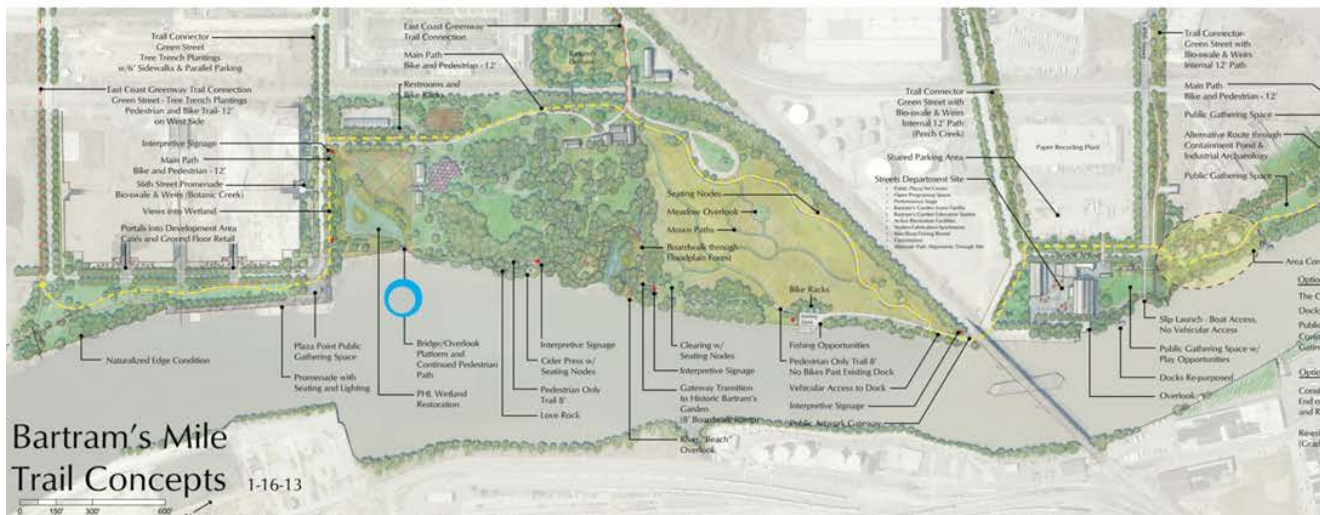 Trail Connector
Green Street
Tree Trench Plantings
w/6' Sidewalks & Parallel Parking
East Coast Greenway Trail Connection
Green Street - Tree Trench Plantings
Pedestrian and Bike Trail- 12'
on West Side
Interpretive Signage
Main Path
Bike and Pedestrian - 12'
56th Street Promenade
Bio-swale & Weirs (Botanic Creek)
Views into Wetland
Portals into Development Area
Cafés and Ground Floor Retail
East Coast Greenway
Trail Connection
Main Path
Bike and Pedestrian - 12'
Restrooms and
Bike Racks
Seating Nodes
Meadow Overlook
Mown Paths
Boardwalk through
Floodplain Forest
Bike Racks
Trail Connector
Green Street with
Bio-swale & Weirs
Internal 12' Path
(Perch Creek)
Shared Parking Area
Streets Department Site
Paper Recycling Plant
Trail Connector-
Green Street with
Bio-swale & Weirs
Internal 12' Path
Main Path
Bike and Pedestrian - 12'
Public Gathering Space
Alternative Route through
Containment Pond &
Industrial Archaeology
Public Gathering Space
Naturalized Edge Condition
Plaza Point Public
Gathering Space
Promenade with
Seating and Lighting
Bridge/Overlook
Platform and
Continued Pedestrian
Path
PHL Wetland
Restoration
Interpretive Signage
Cider Press w/
Seating Nodes
Pedestrian Only
Trail 8'
Love Rock
Clearing w/
Seating Nodes
Interpretive Signage
Gateway Transition
to Historic Bartram's
Garden
(8' Boardwalk Ramp)
River "Beach"
Overlook
Fishing Opportunities
Pedestrian Only Trail 8'
No Bikes Past Existing Dock
Vehicular Access to Dock
Interpretive Signage
Public Artwork Gateway
Slip Launch - Boat Access,
No Vehicular Access
Public Gathering Space w/
Play Opportunities
Docks Re-purposed
Overlook
Area Con
Optio
The C
Docks
Bartram's Mile
Trail Concepts 1-16-13
0 150' 300' 600'